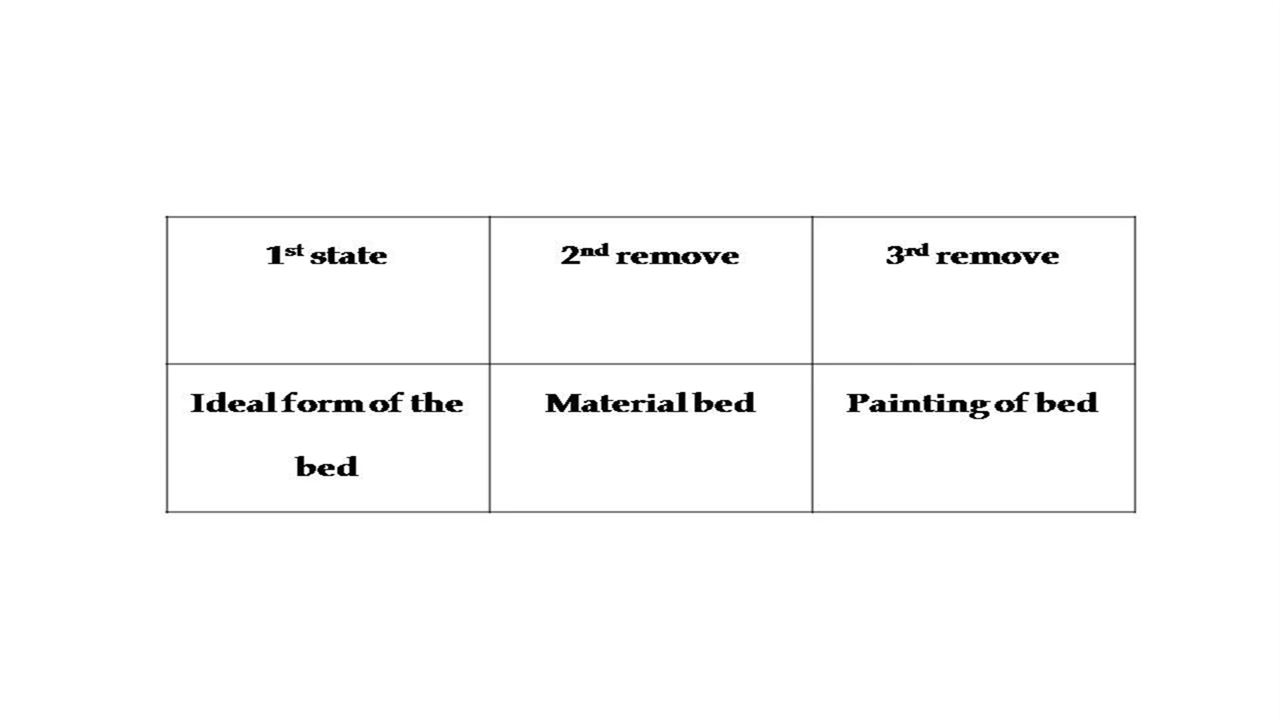 1st state
2nd remove
3rd remove
Ideal form of the
bed
Material bed
Painting of bed